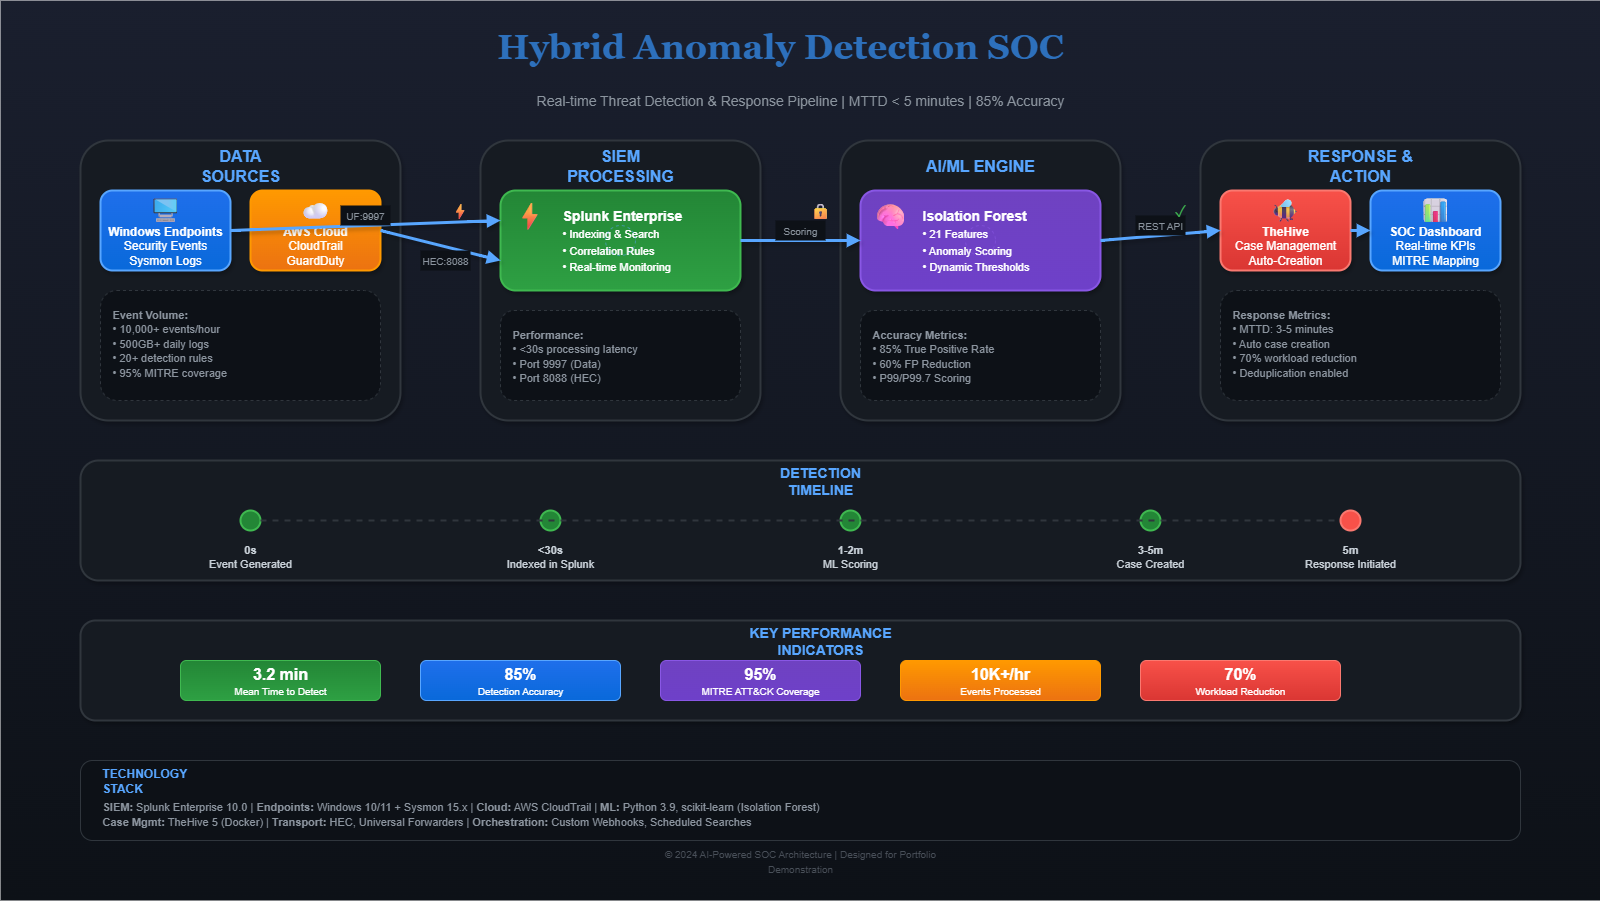 Hybrid Anomaly Detection SOC
Real-time Threat Detection & Response Pipeline | MTTD < 5 minutes | 85% Accuracy
DATA
SOURCES
Windows Endpoints
Security Events
Sysmon Logs
AWS Cloud
CloudTrail
GuardDuty
UF:9997
HEC:8088
Event Volume:
• 10,000+ events/hour
• 500GB+ daily logs
• 20+ detection rules
• 95% MITRE coverage
SIEM
PROCESSING
Splunk Enterprise
• Indexing & Search
• Correlation Rules
• Real-time Monitoring
Performance:
• <30s processing latency
• Port 9997 (Data)
• Port 8088 (HEC)
Scoring
AI/ML ENGINE
Isolation Forest
• 21 Features
• Anomaly Scoring
• Dynamic Thresholds
Accuracy Metrics:
• 85% True Positive Rate
• 60% FP Reduction
• P99/P99.7 Scoring
REST API
RESPONSE &
ACTION
TheHive
Case Management
Auto-Creation
SOC Dashboard
Real-time KPIs
MITRE Mapping
Response Metrics:
• MTTD: 3-5 minutes
• Auto case creation
• 70% workload reduction
• Deduplication enabled
DETECTION
TIMELINE
0s
Event Generated
<30s
Indexed in Splunk
1-2m
ML Scoring
3-5m
Case Created
5m
Response Initiated
KEY PERFORMANCE
INDICATORS
3.2 min
Mean Time to Detect
85%
Detection Accuracy
95%
MITRE ATT&CK Coverage
10K+/hr
Events Processed
70%
Workload Reduction
TECHNOLOGY
STACK
SIEM: Splunk Enterprise 10.0 | Endpoints: Windows 10/11 + Sysmon 15.x | Cloud: AWS CloudTrail | ML: Python 3.9, scikit-learn (Isolation Forest)
Case Mgmt: TheHive 5 (Docker) | Transport: HEC, Universal Forwarders | Orchestration: Custom Webhooks, Scheduled Searches
© 2024 AI-Powered SOC Architecture | Designed for Portfolio
Demonstration